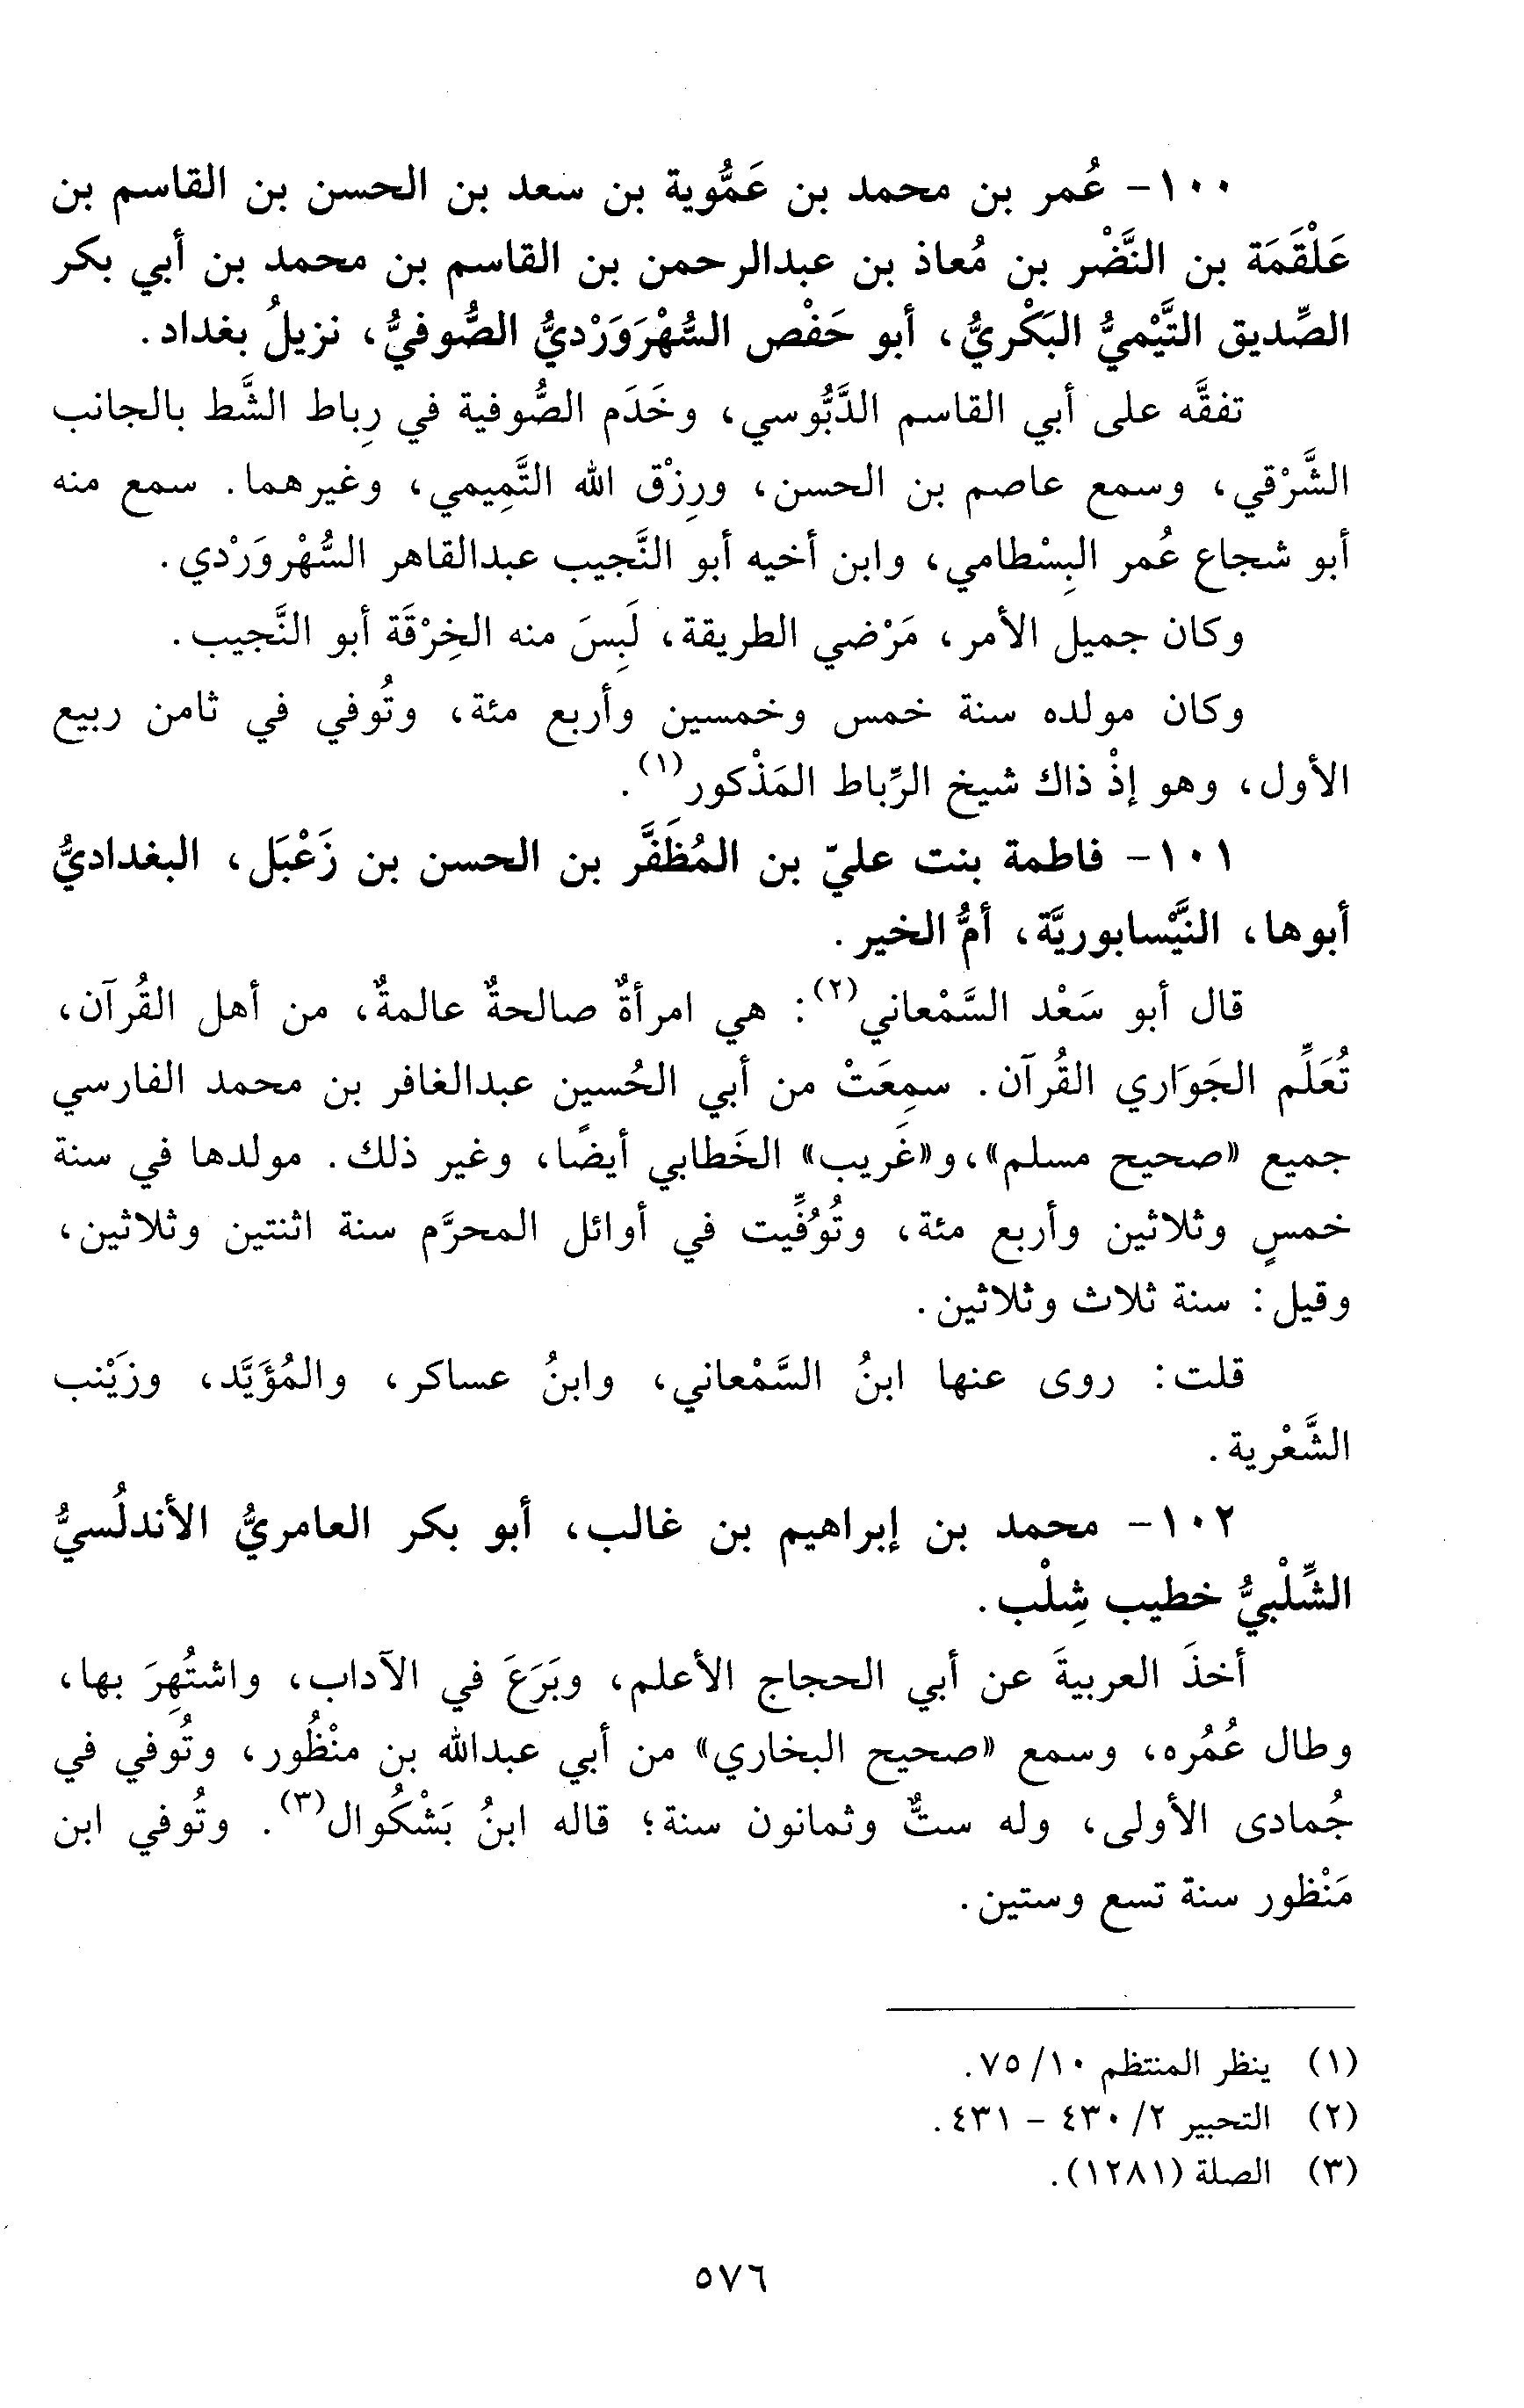 ١٠٠- عُمر بن محمد بن عَمُّوية بن سعد بن الحسن بن القاسم بن
عَلْقَمَة بن النَّضْر بن مُعاذ بن عبدالرحمن بن القاسم بن محمد بن أبي بكر
الصِّديق التَّيْميُّ البَكْريُّ، أبو حَفْص السُّهْرَوَرْديُّ الصُّوفيُّ، نزيلُ بغداد.
تفقَّه على أبي القاسم الدَّبُّوسي، وخَدَم الصُّوفية في رِباط الشَّط بالجانب
الشَّرْقي، وسمع عاصم بن الحسن، ورِزْق الله التَّمِيمي، وغيرهما. سمع منه
أبو شجاع عُمر البِسْطامي، وابن أخيه أبو النَّجيب عبدالقاهر السُّهْروَرْدي.
وكان جميل الأمر، مَرْضي الطريقة، لَبِسَ منه الخِرْقَة أبو النَّجيب.
وكان مولده سنة خمس وخمسين وأربع مئة، وتُوفي في ثامن ربيع
الأول، وهو إذْ ذاك شيخ الرِّباط المَذْكور(١).
١٠١- فاطمة بنت عليّ بن المُظَفَّر بن الحسن بن زَعْبَل، البغداديُّ
أبوها، النَّيْسابوريَّة، أمُّ الخير.
قال أبو سَعْد السَّمْعاني(٢): هي امرأةٌ صالحةٌ عالمةٌ، من أهل القُرآن،
تُعَلِّم الجَوَاري القُرآن. سمِعَتْ من أبي الحُسين عبدالغافر بن محمد الفارسي
جميع «صحيح مسلم»، و«غَريب» الخَطابي أيضًا، وغير ذلك. مولدها في سنة
خمسٍ وثلاثين وأربع مئة، وتُوُفِّيت في أوائل المحرَّم سنة اثنتين وثلاثين،
وقيل: سنة ثلاث وثلاثين.
قلت: روى عنها ابنُ السَّمْعاني، وابنُ عساكر، والمُؤَيَّد، وزَيْنب
الشَّعْرية.
١٠٢- محمد بن إبراهيم بن غالب، أبو بكر العامريُّ الأندلُسيُّ
الشِّلْبيُّ خطيب شِلْب.
أخذَ العربيةَ عن أبي الحجاج الأعلم، وبَرَعَ في الآداب، واشتُهِرَ بها،
وطال عُمُره، وسمع «صحيح البخاري» من أبي عبدالله بن منْظُور، وتُوفي في
جُمادى الأولى، وله ستٌّ وثمانون سنة؛ قاله ابنُ بَشْكُوال(٣). وتُوفي ابن
مَنْظور سنة تسع وستين.
(١) ينظر المنتظم ١٠/ ٧٥.
(٢) التحبير ٢/ ٤٣٠ - ٤٣١.
(٣) الصلة (١٢٨١).
٥٧٦